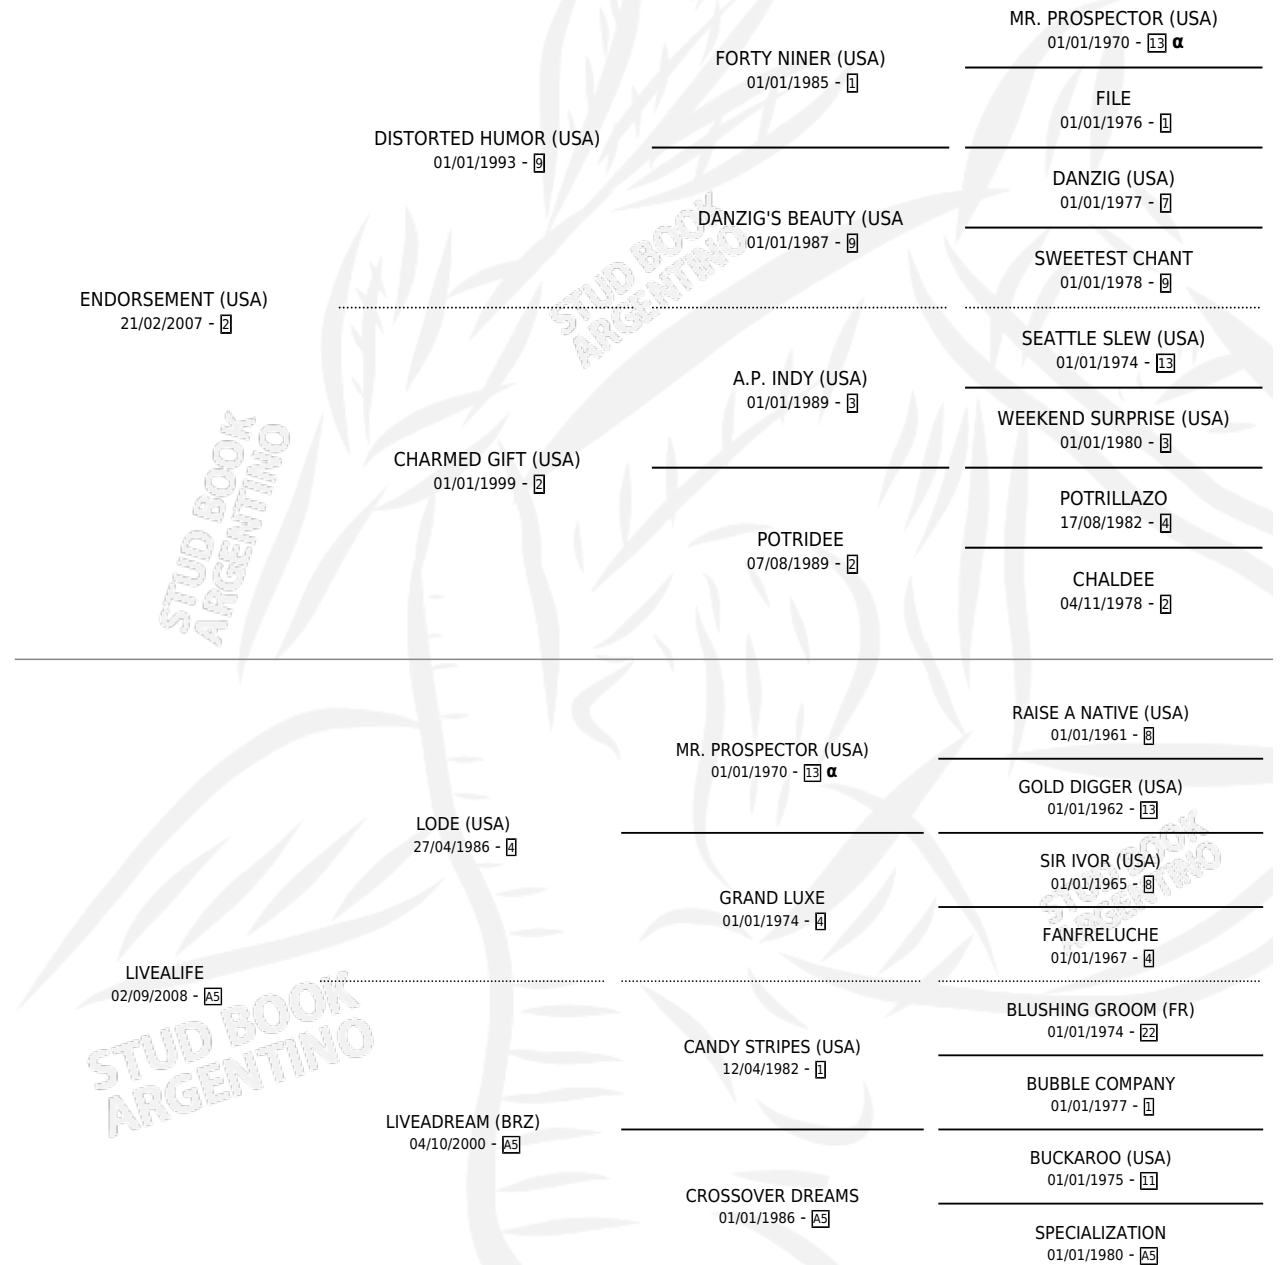 MR. PROSPECTOR (USA)
01/01/1970 - 13 α
FORTY NINER (USA)
01/01/1985 - 1
FILE
01/01/1976 - 1
DISTORTED HUMOR (USA)
01/01/1993 - 9
DANZIG (USA)
01/01/1977 - 7
DANZIG'S BEAUTY (USA
01/01/1987 - 9
SWEETEST CHANT
01/01/1978 - 9
ENDORSEMENT (USA)
21/02/2007 - 2
SEATTLE SLEW (USA)
01/01/1974 - 13
A.P. INDY (USA)
01/01/1989 - 3
WEEKEND SURPRISE (USA)
01/01/1980 - 3
CHARMED GIFT (USA)
01/01/1999 - 2
POTRILLAZO
17/08/1982 - 4
POTRIDEE
07/08/1989 - 2
CHALDEE
04/11/1978 - 2
RAISE A NATIVE (USA)
01/01/1961 - 8
MR. PROSPECTOR (USA)
01/01/1970 - 13 α
GOLD DIGGER (USA)
01/01/1962 - 13
LODE (USA)
27/04/1986 - 4
SIR IVOR (USA)
01/01/1965 - 8
GRAND LUXE
01/01/1974 - 4
FANFRELUCHE
01/01/1967 - 4
LIVEALIFE
02/09/2008 - A5
BLUSHING GROOM (FR)
01/01/1974 - 22
CANDY STRIPES (USA)
12/04/1982 - 1
BUBBLE COMPANY
01/01/1977 - 1
LIVEADREAM (BRZ)
04/10/2000 - A5
BUCKAROO (USA)
01/01/1975 - 11
CROSSOVER DREAMS
01/01/1986 - A5
SPECIALIZATION
01/01/1980 - A5
STUD BOOK
ARGENTINO
STUD BOOK
ARGENTINO
STUD BOOK
ARGENTINO
STUD BOOK
ARGENTINO